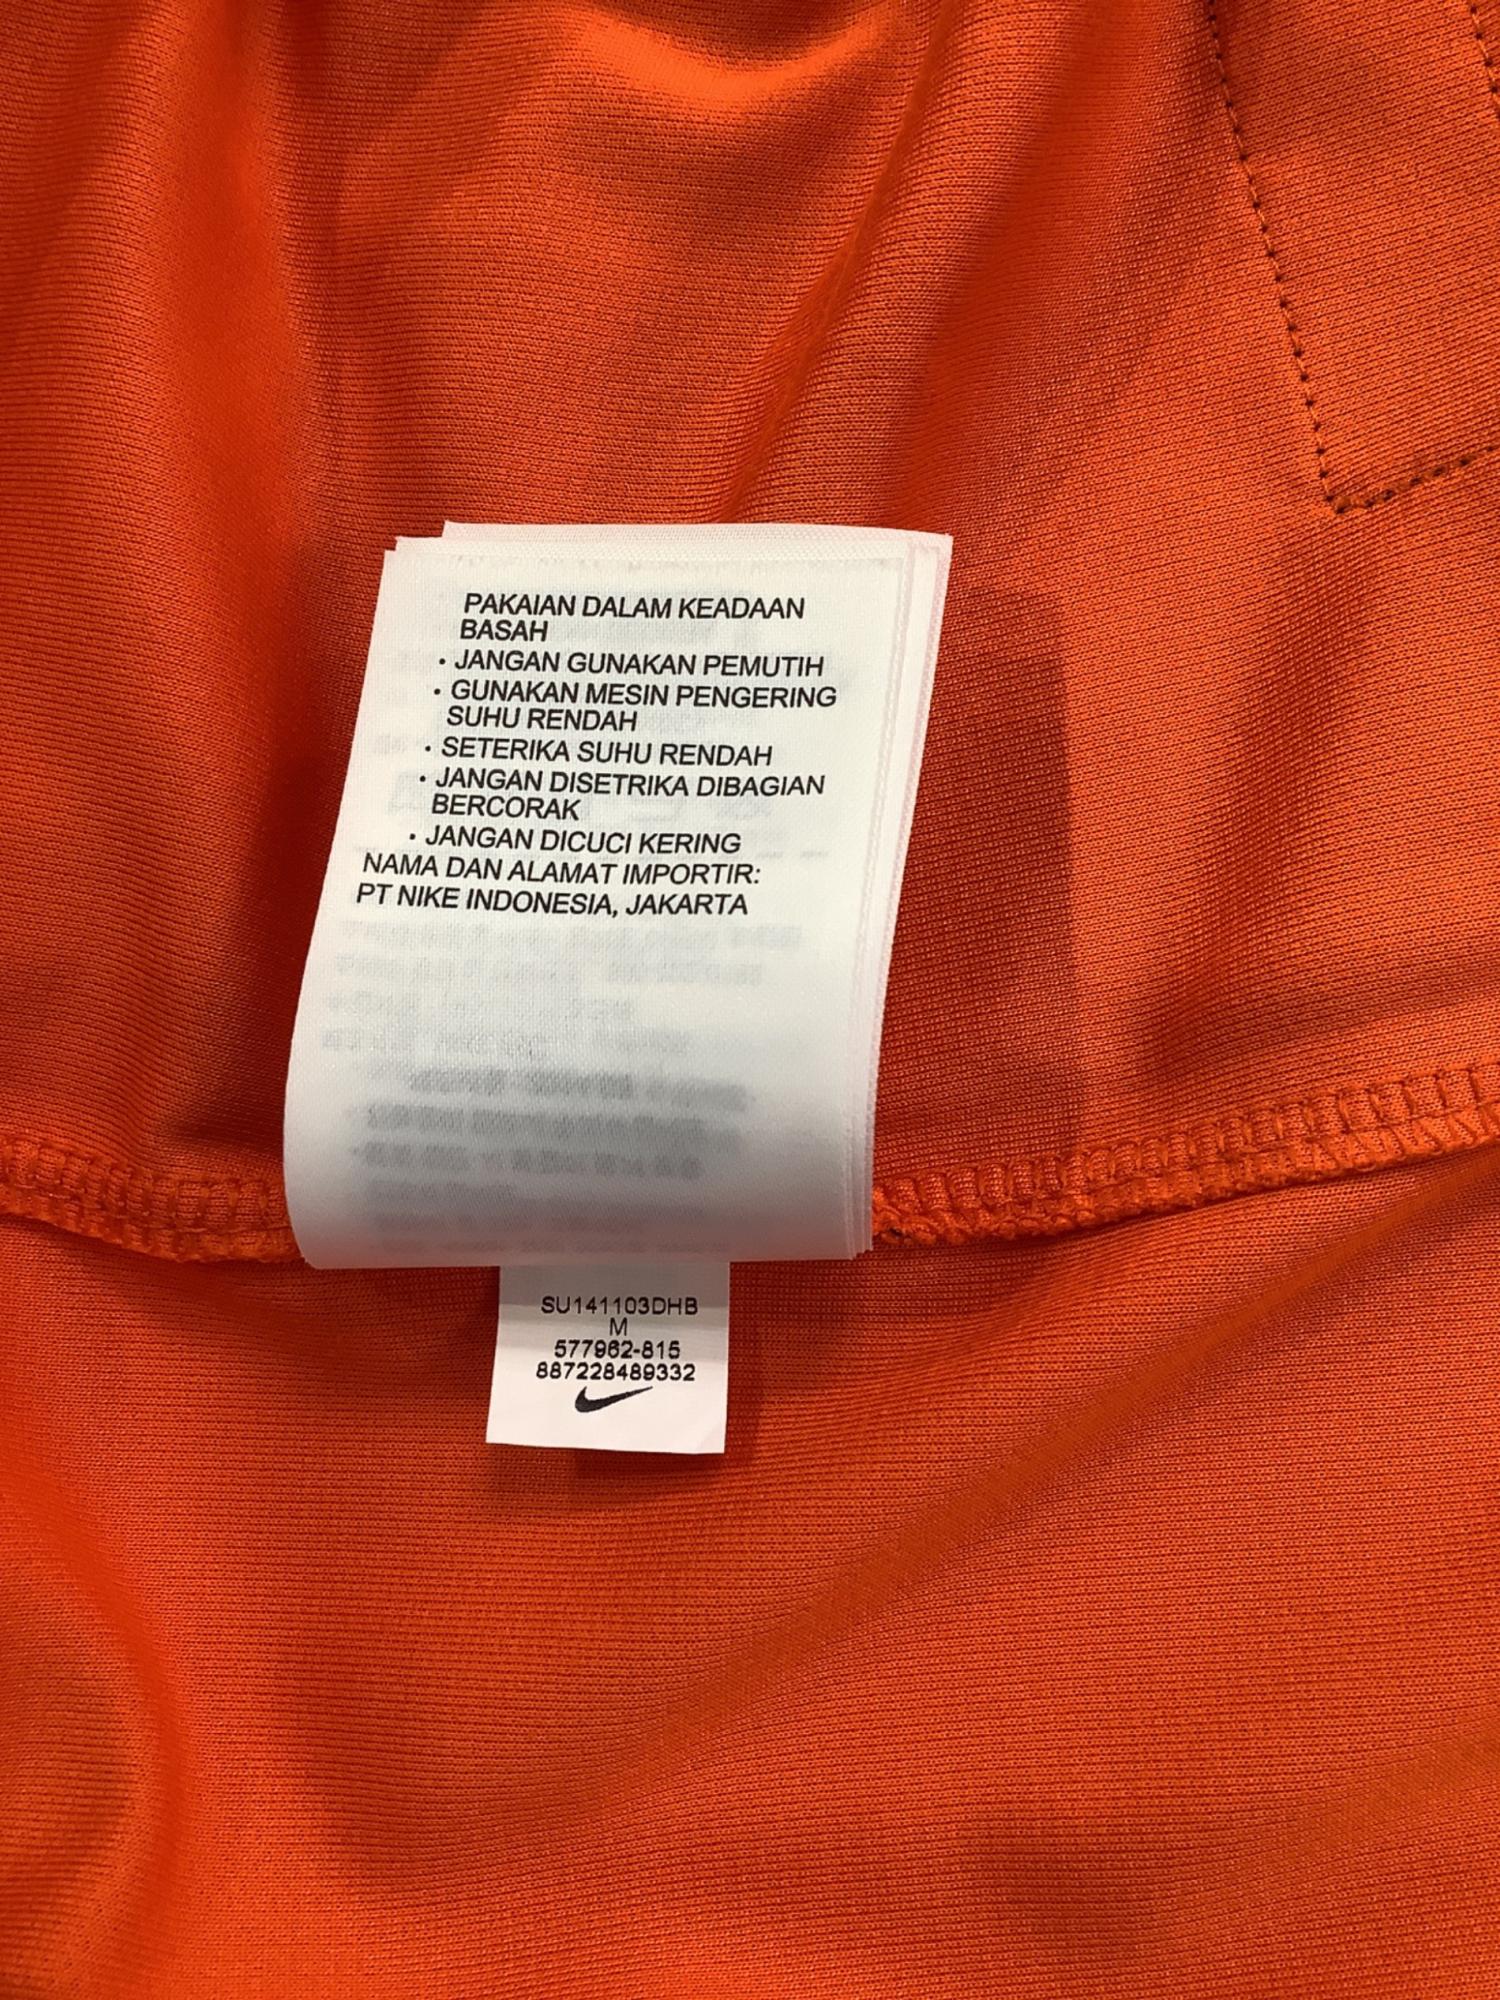 PAKAIAN DALAM KEADAAN
BASAH
· JANGAN GUNAKAN PEMUTIH
· GUNAKAN MESIN PENGERING
SUHU RENDAH
· SETERIKA SUHU RENDAH
· JANGAN DISETRIKA DIBAGIAN
BERCORAK
· JANGAN DICUCI KERING
NAMA DAN ALAMAT IMPORTIR:
PT NIKE INDONESIA, JAKARTA
SU141103DHB
M
577962-815
887228489332